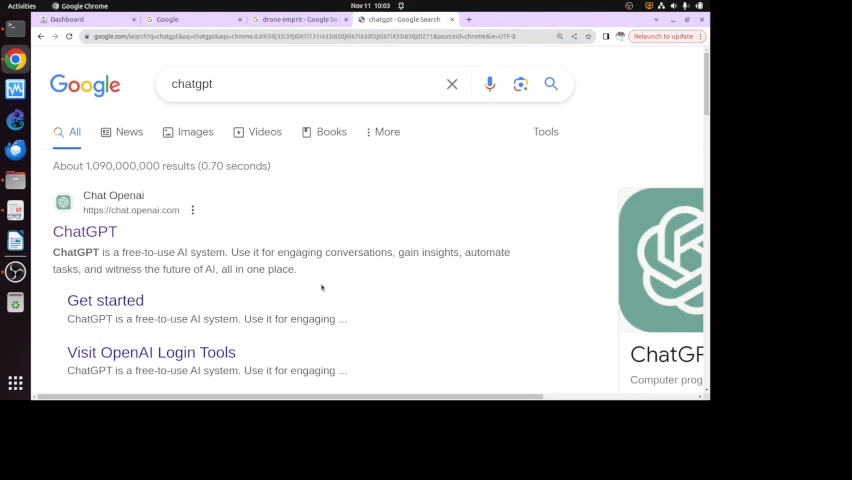 Activities
Google Chrome
Nov 11 10:03
Dashboard
Google
drone emprit - Google Sea
chatgpt - Google Search
Relaunch to update
Google
chatgpt
All
News
Images
Videos
Books
More
Tools
About 1,090,000,000 results (0.70 seconds)
Chat Openai
https://chat.openai.com
ChatGPT
ChatGPT is a free-to-use AI system. Use it for engaging conversations, gain insights, automate
tasks, and witness the future of AI, all in one place.
Get started
ChatGPT is a free-to-use AI system. Use it for engaging ...
Visit OpenAI Login Tools
ChatGPT is a free-to-use AI system. Use it for engaging ...
ChatGP
Computer prog